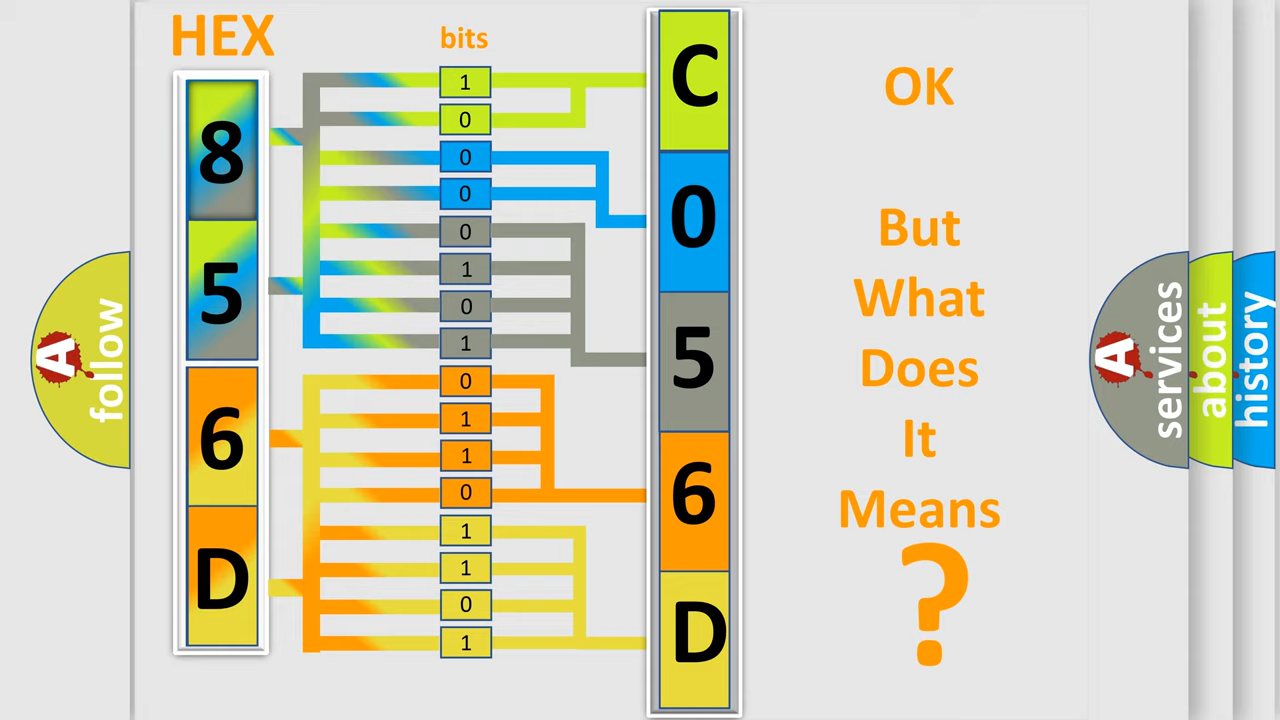 HEX
bits
8
5
6
D
1
0
0
0
0
1
0
1
0
1
1
0
1
1
0
1
C
0
5
6
D
OK
But
What
Does
It
Means
?
A
follow
A
services
about
history